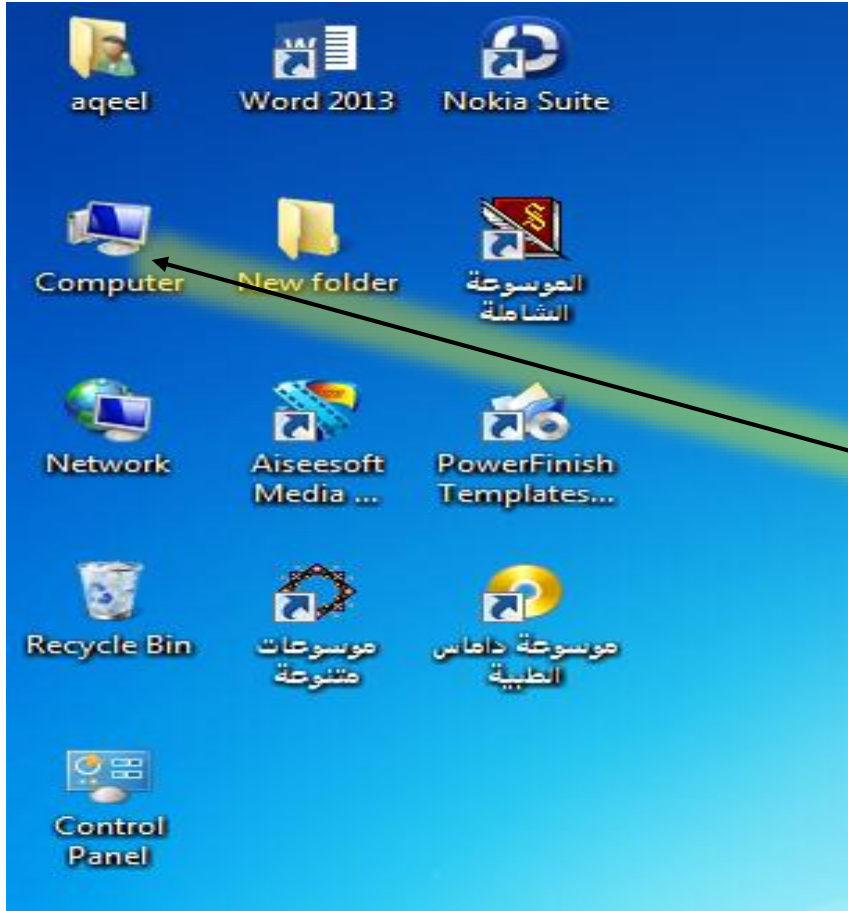 aqeel
Word 2013
Nokia Suite
Computer
New folder
الموسوعة
الشاملة
Network
Aiseesoft
Media ...
PowerFinish
Templates...
Recycle Bin
موسوعات
متنوعة
موسوعة داماس
الطبية
Control
Panel